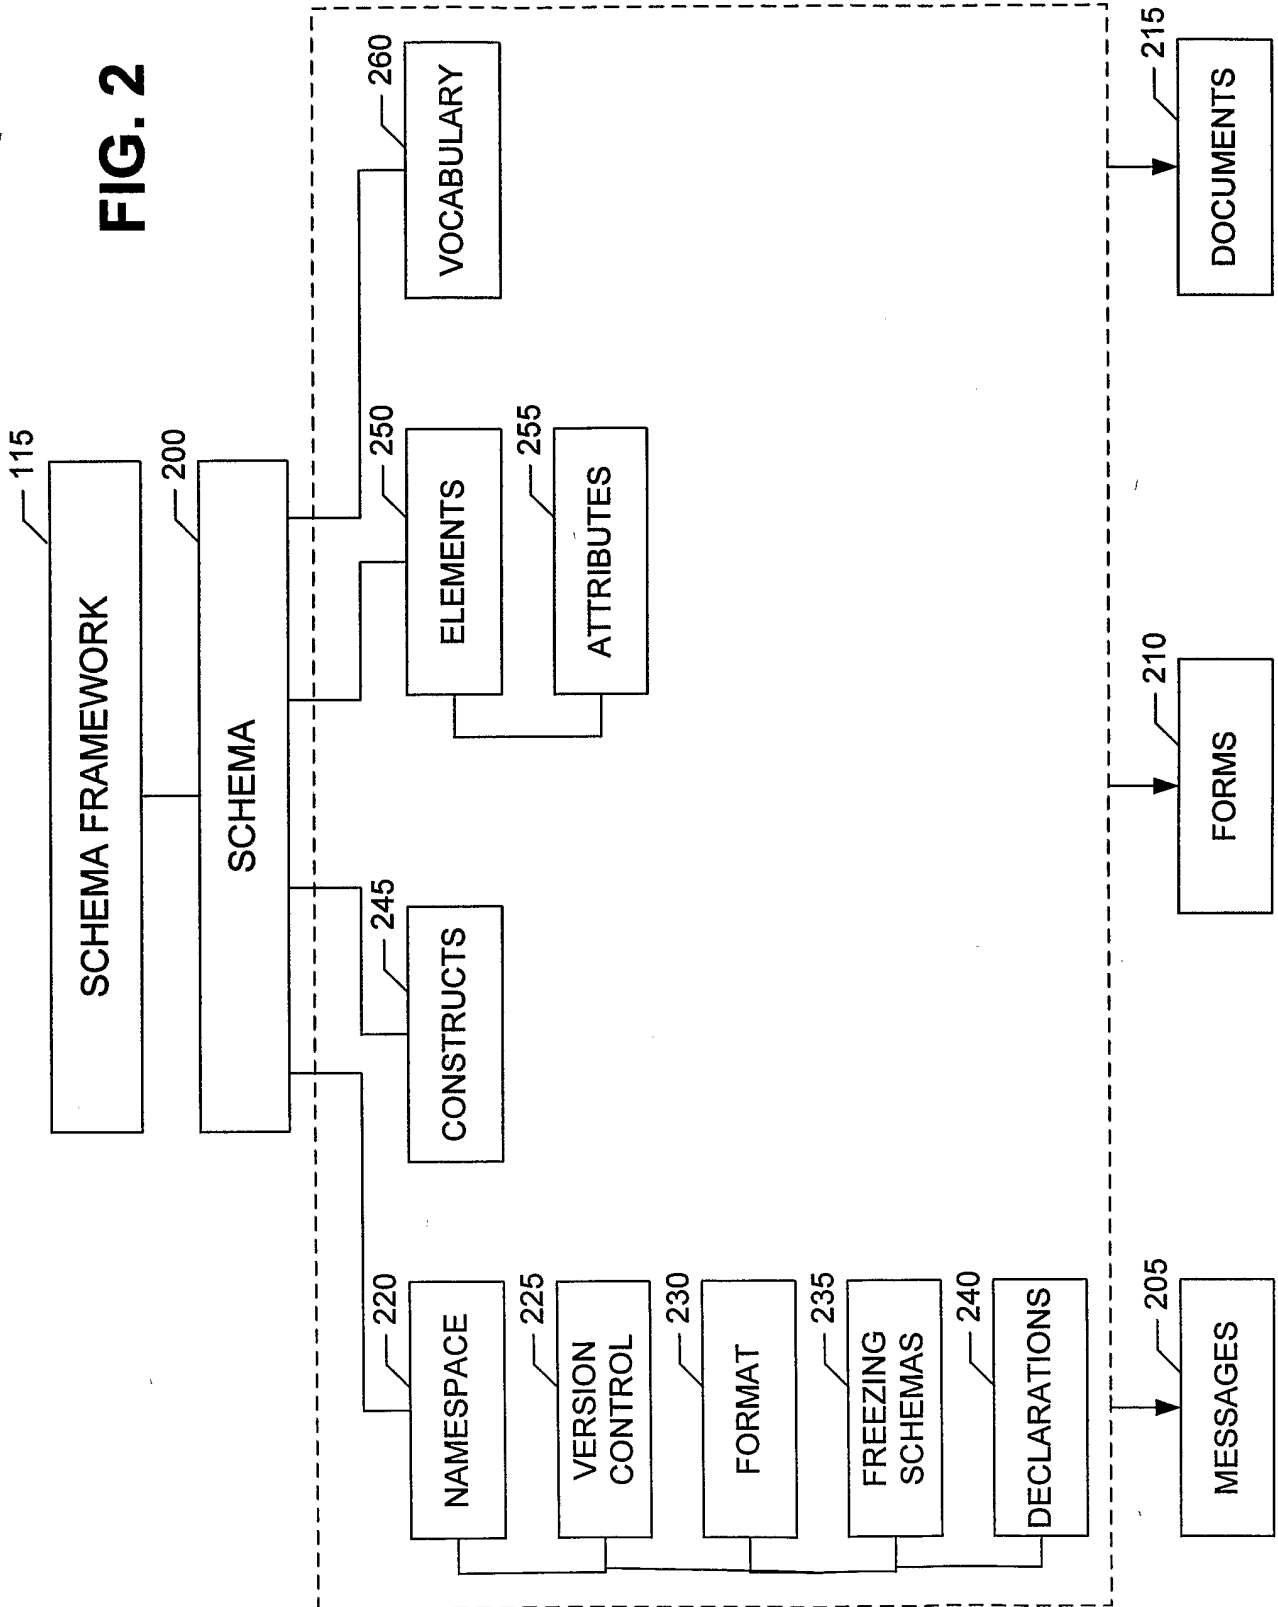 FIG. 2
SCHEMA FRAMEWORK
115
SCHEMA
200
NAMESPACE
220
VERSION
CONTROL
225
FORMAT
230
FREEZING
SCHEMAS
235
DECLARATIONS
240
CONSTRUCTS
245
ELEMENTS
250
ATTRIBUTES
255
VOCABULARY
260
MESSAGES
205
FORMS
210
DOCUMENTS
215